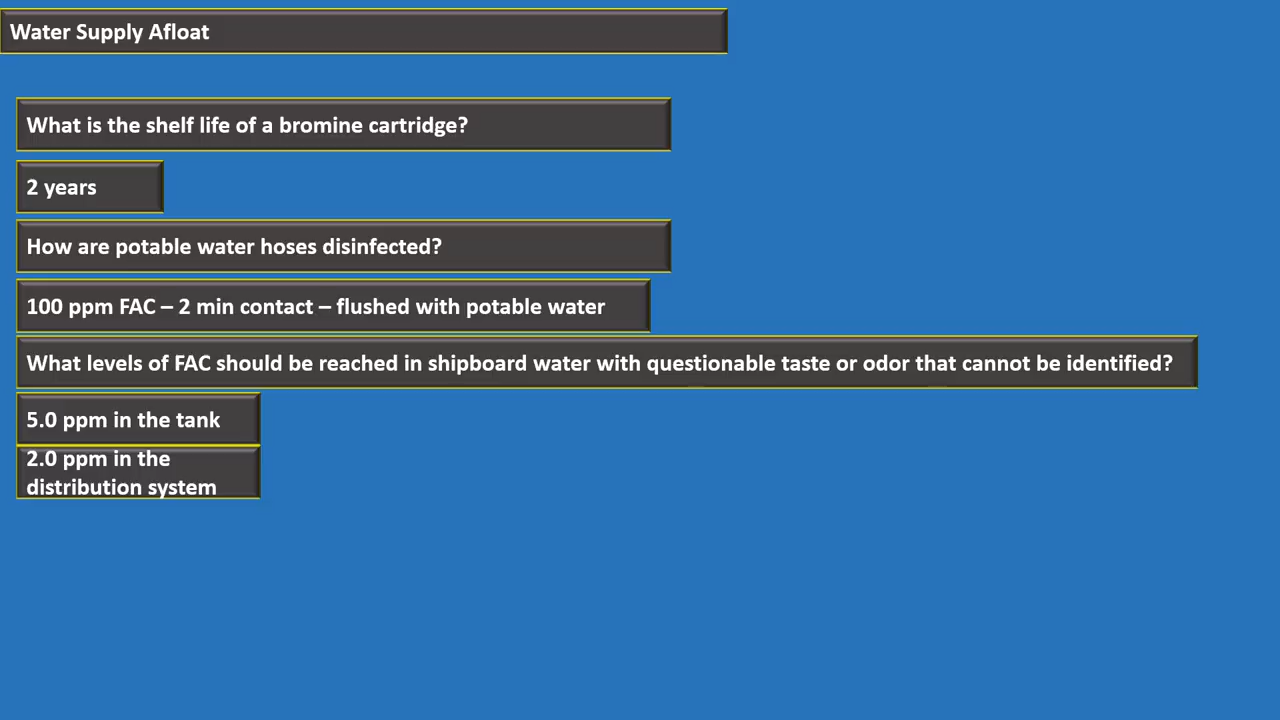 Water Supply Afloat
What is the shelf life of a bromine cartridge?
2 years
How are potable water hoses disinfected?
100 ppm FAC – 2 min contact – flushed with potable water
What levels of FAC should be reached in shipboard water with questionable taste or odor that cannot be identified?
5.0 ppm in the tank
2.0 ppm in the
distribution system